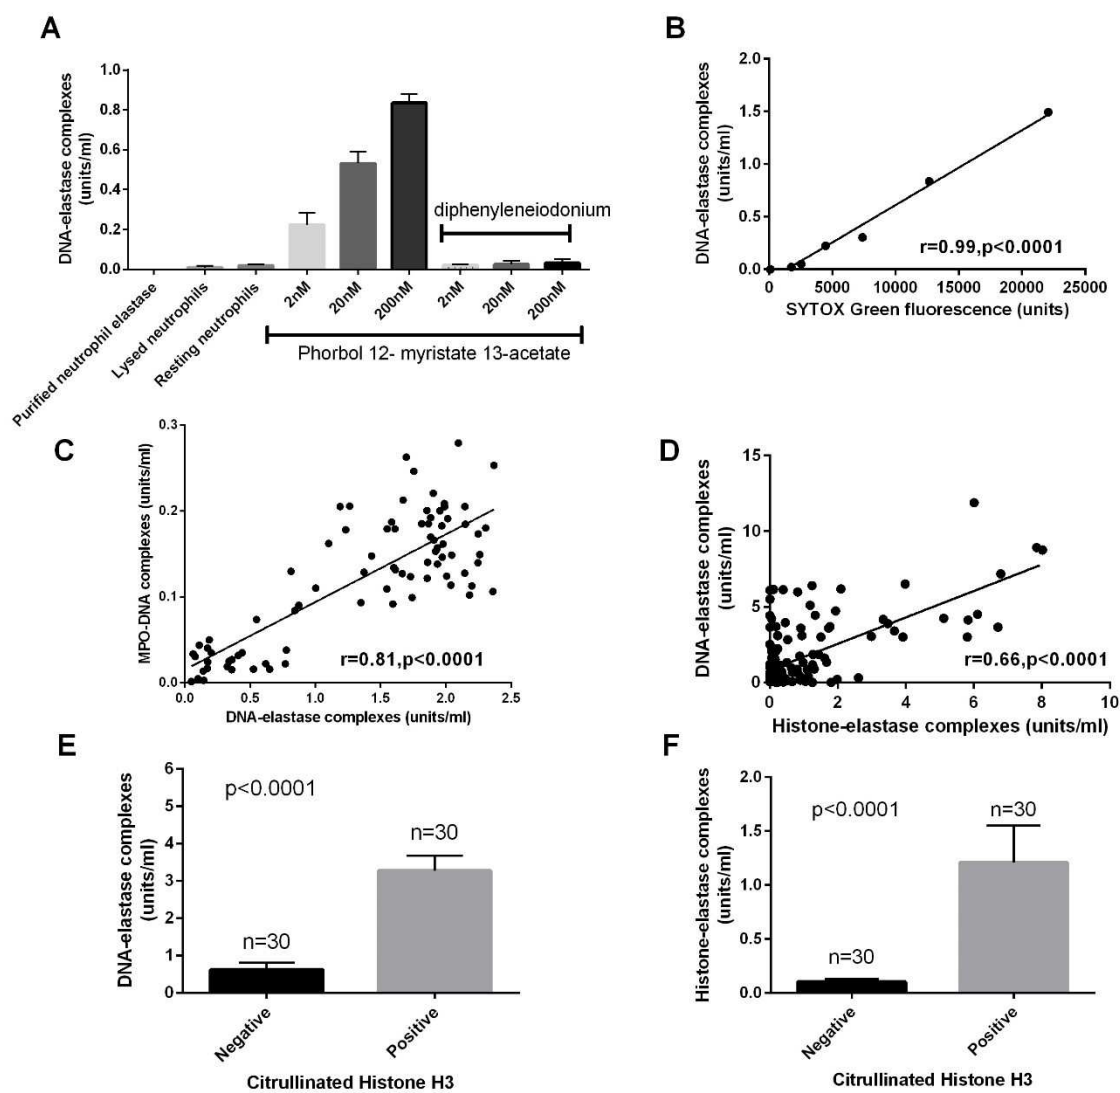 A
DNA-elastase complexes
(units/ml)
1.0
0.8
0.6
0.4
0.2
0.0
diphenyleneiodonium
Purified neutrophil elastase
Lysed neutrophils
Resting neutrophils
2nM
20nM
200nM
2nM
20nM
200nM
Phorbol 12- myristate 13-acetate
B
DNA-elastase complexes
(units/ml)
2.0
1.5
1.0
0.5
0.0
r=0.99,p<0.0001
0 5000 10000 15000 20000 25000
SYTOX Green fluorescence (units)
C
MPO-DNA complexes (units/ml)
0.3
0.2
0.1
0.0
r=0.81,p<0.0001
0.0 0.5 1.0 1.5 2.0 2.5
DNA-elastase complexes (units/ml)
D
DNA-elastase complexes
(units/ml)
15
10
5
0
r=0.66,p<0.0001
0 2 4 6 8 10
Histone-elastase complexes (units/ml)
E
DNA-elastase complexes
(units/ml)
6
5
4
3
2
1
0
p<0.0001
n=30
n=30
Negative
Positive
Citrullinated Histone H3
F
Histone-elastase complexes
(units/ml)
2.0
1.5
1.0
0.5
0.0
p<0.0001
n=30
n=30
Negative
Positive
Citrullinated Histone H3